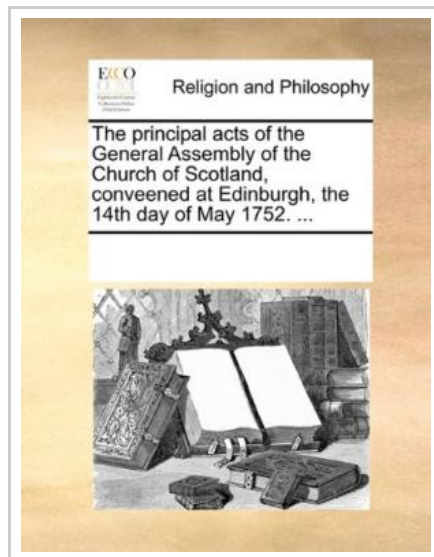 ECCO
Religion and Philosophy
The principal acts of the
General Assembly of the
Church of Scotland,
conveened at Edinburgh, the
14th day of May 1752. ...